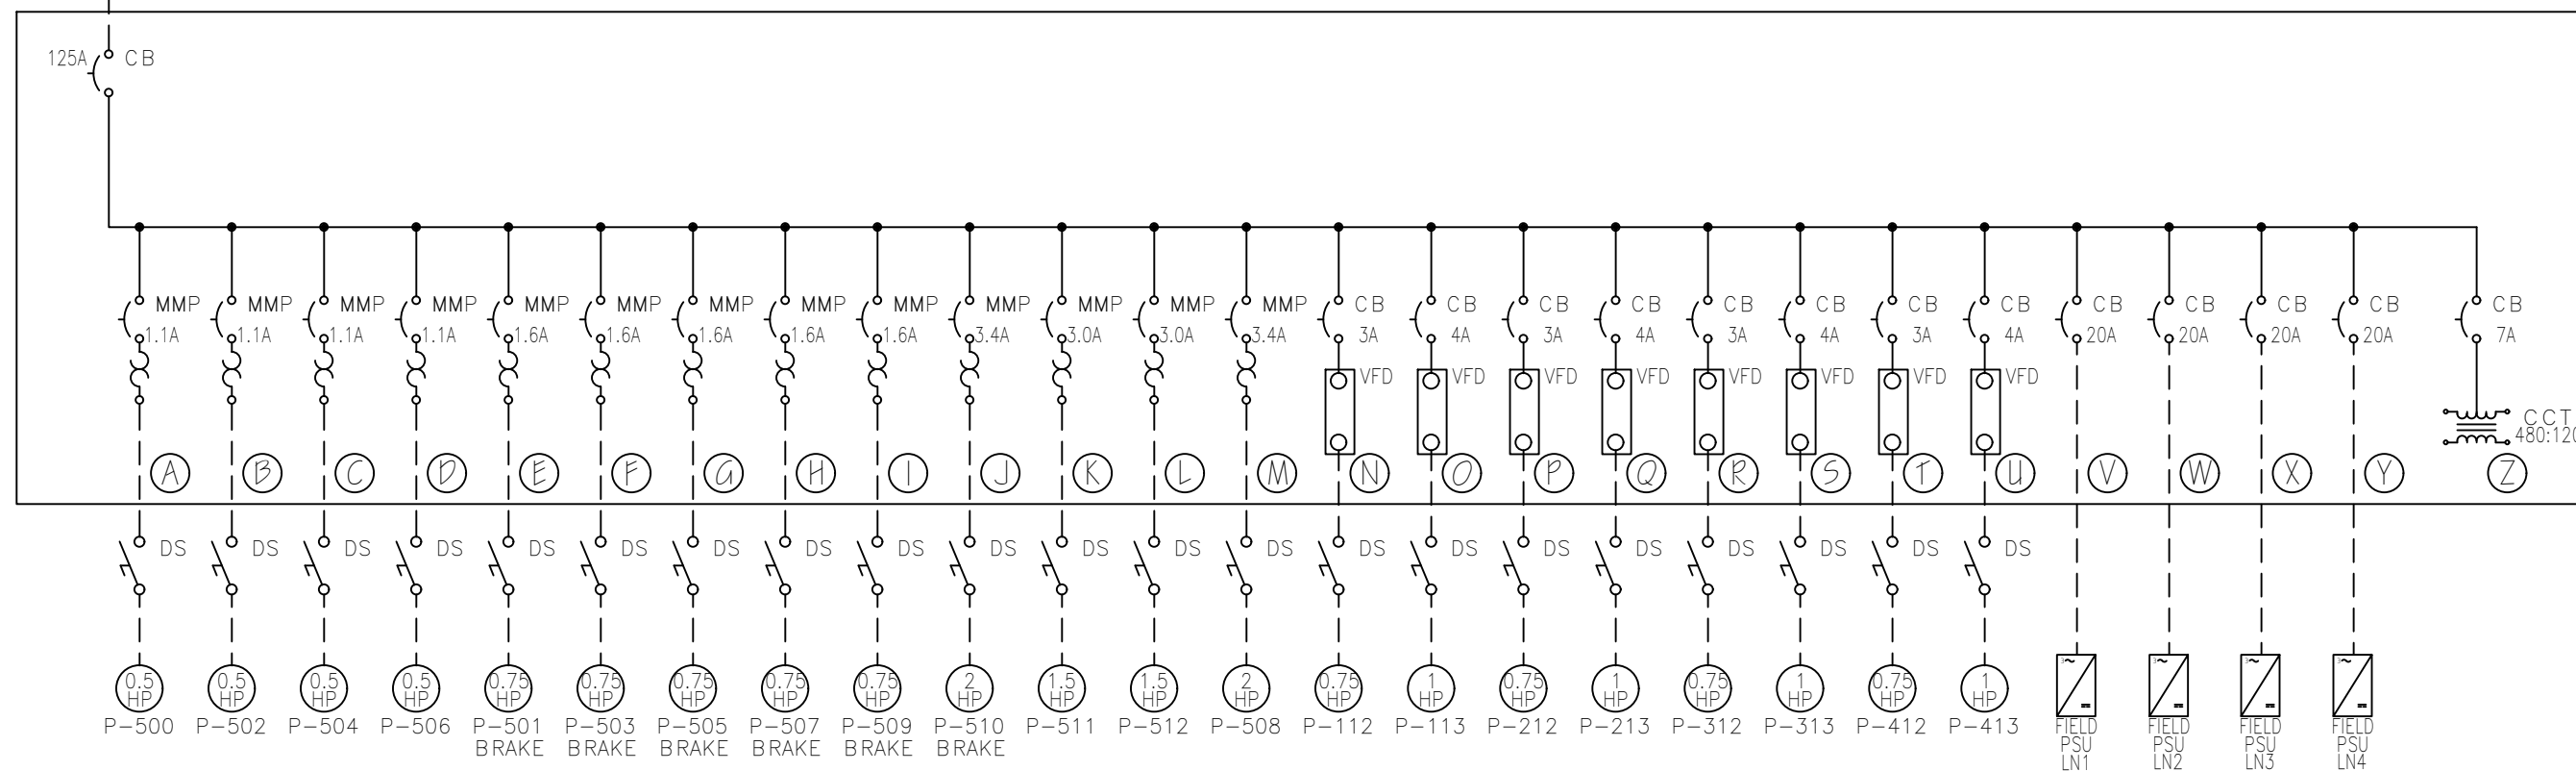 125A CB
MMP MMP MMP MMP MMP MMP MMP MMP MMP MMP MMP MMP MMP CB CB CB CB CB CB CB CB CB CB CB CB CB
1.1A 1.1A 1.1A 1.1A 1.6A 1.6A 1.6A 1.6A 1.6A 3.4A 3.0A 3.0A 3.4A 3A 4A 3A 4A 3A 4A 3A 4A 20A 20A 20A 20A 7A
VFD VFD VFD VFD VFD VFD VFD VFD
CCT
480:120
A B C D E F G H I J K L M N O P Q R S T U V W X Y Z
DS DS DS DS DS DS DS DS DS DS DS DS DS DS DS DS DS DS DS DS DS
3~ 3~ 3~ 3~
0.5 0.5 0.5 0.5 0.75 0.75 0.75 0.75 0.75 2 1.5 1.5 2 0.75 1 0.75 1 0.75 1 0.75 1
HP HP HP HP HP HP HP HP HP HP HP HP HP HP HP HP HP HP HP HP HP
P-500 P-502 P-504 P-506 P-501 P-503 P-505 P-507 P-509 P-510 P-511 P-512 P-508 P-112 P-113 P-212 P-213 P-312 P-313 P-412 P-413 FIELD FIELD FIELD FIELD
BRAKE BRAKE BRAKE BRAKE BRAKE BRAKE PSU PSU PSU PSU
LN1 LN2 LN3 LN4